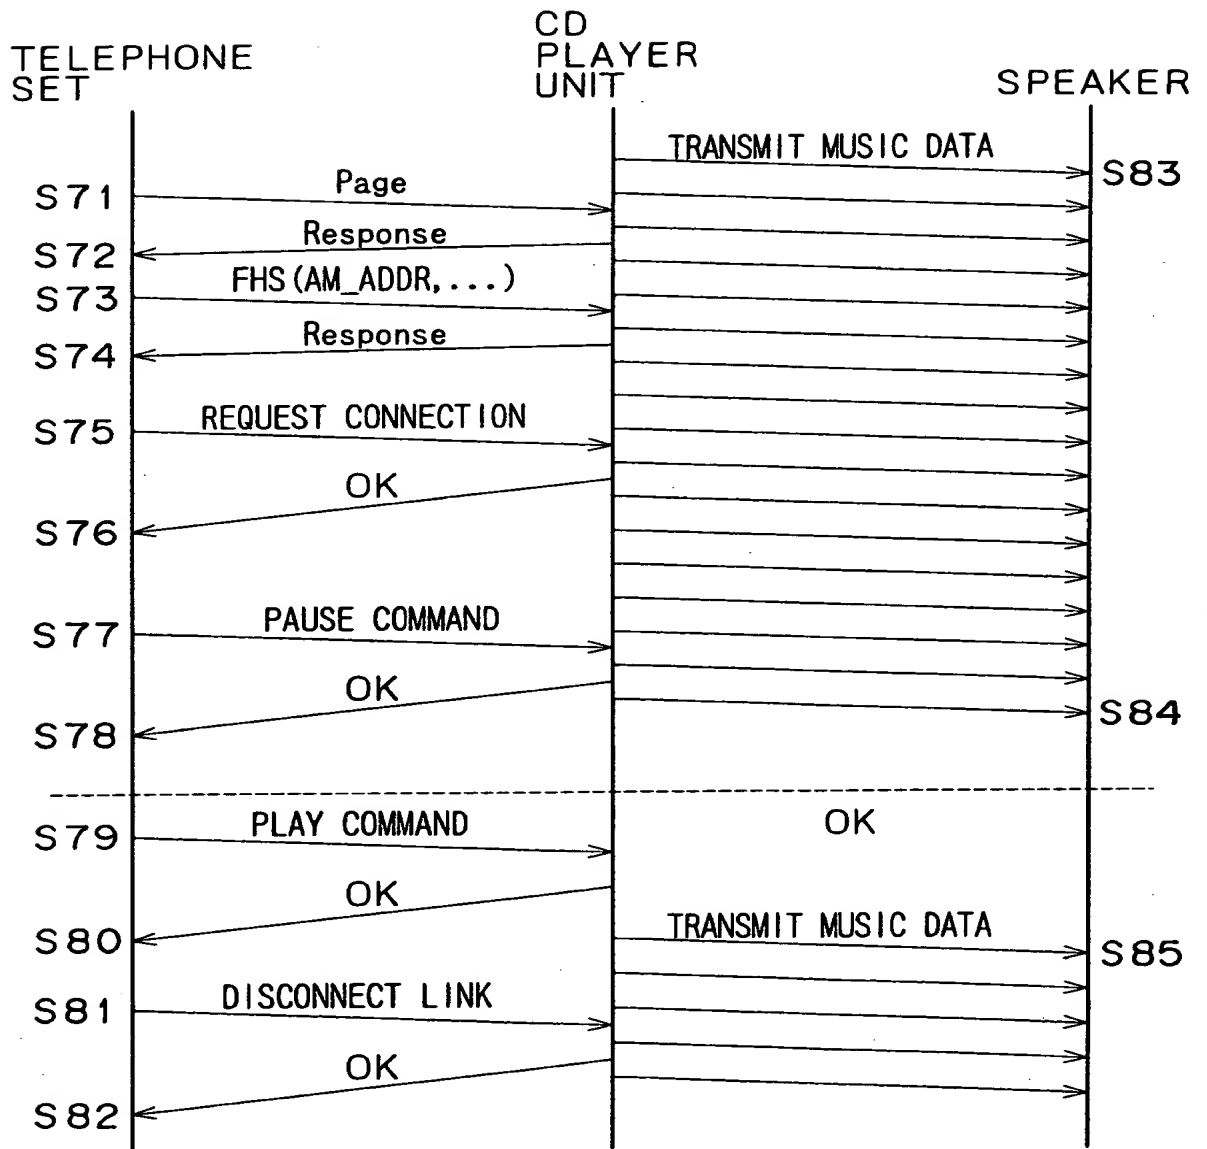 TELEPHONE
SET
CD
PLAYER
UNIT
SPEAKER
TRANSMIT MUSIC DATA
S83
S71
Page
Response
S72
FHS(AM_ADDR,...)
S73
Response
S74
REQUEST CONNECTION
S75
OK
S76
PAUSE COMMAND
S77
OK
S84
S78
PLAY COMMAND
OK
S79
OK
TRANSMIT MUSIC DATA
S80
S85
DISCONNECT LINK
S81
OK
S82